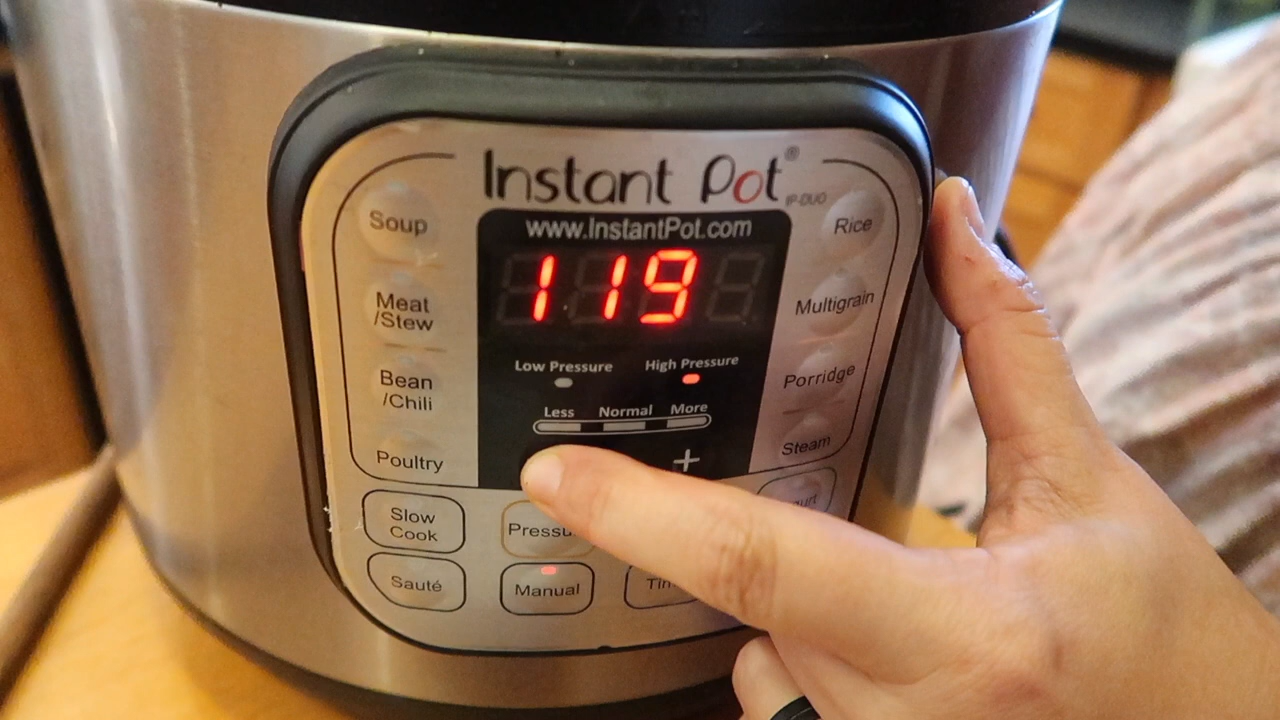 Instant Pot®
IP-DUO
www.InstantPot.com
119
Soup
Meat
/Stew
Bean
/Chili
Poultry
Low Pressure
High Pressure
Less
Normal
More
+
Rice
Multigrain
Porridge
Steam
Slow
Cook
Sauté
Manual